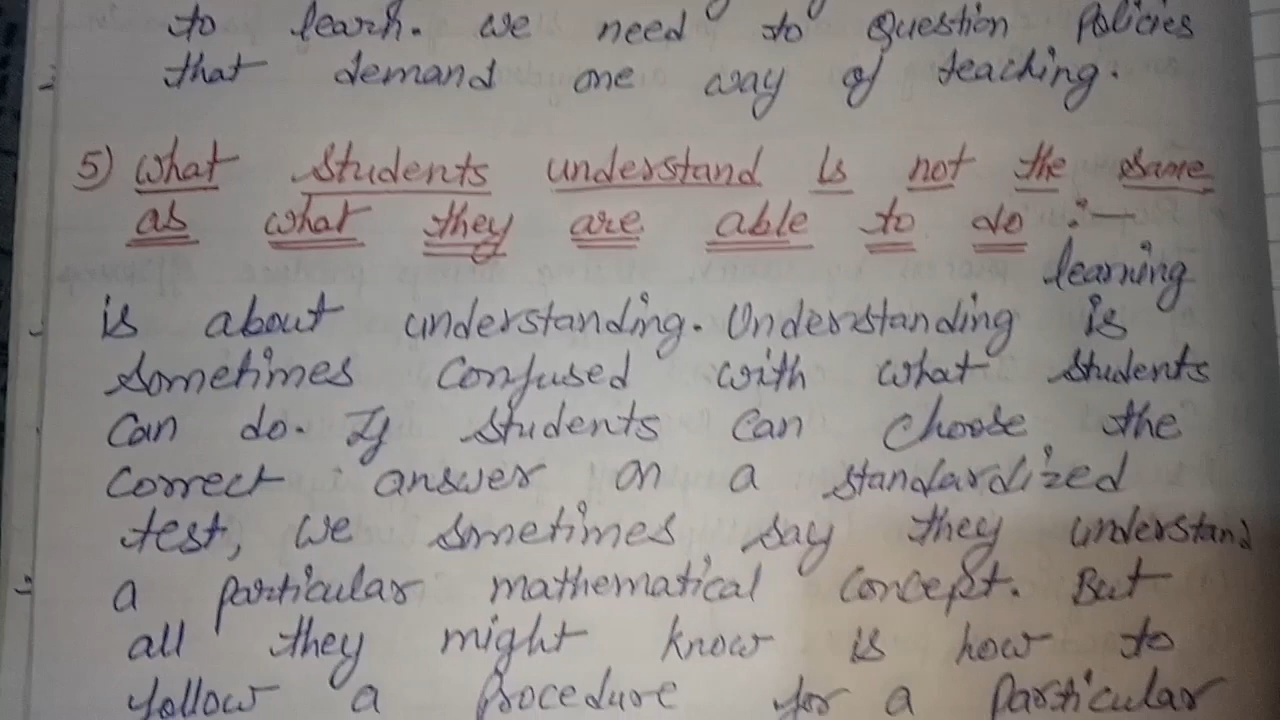 to learn. we need to question policies
that demand one way of teaching.
5) what students understand is not the same
as what they are able to do :-
learning
is about understanding. Understanding is
sometimes confused with what students
can do. If students can choose the
correct answer on a standardized
test, we sometimes say they understand
a particular mathematical concept. But
all they might know is how to
follow a procedure for a particular